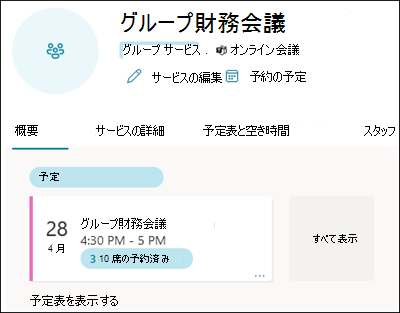 グループ財務会議
グループ サービス . オンライン会議
サービスの編集 予約の予定
概要 サービスの詳細 予定表と空き時間 スタッフ
予定
28
4 月
グループ財務会議
4:30 PM - 5 PM
3 10 席の予約済み
...
すべて表示
予定表を表示する